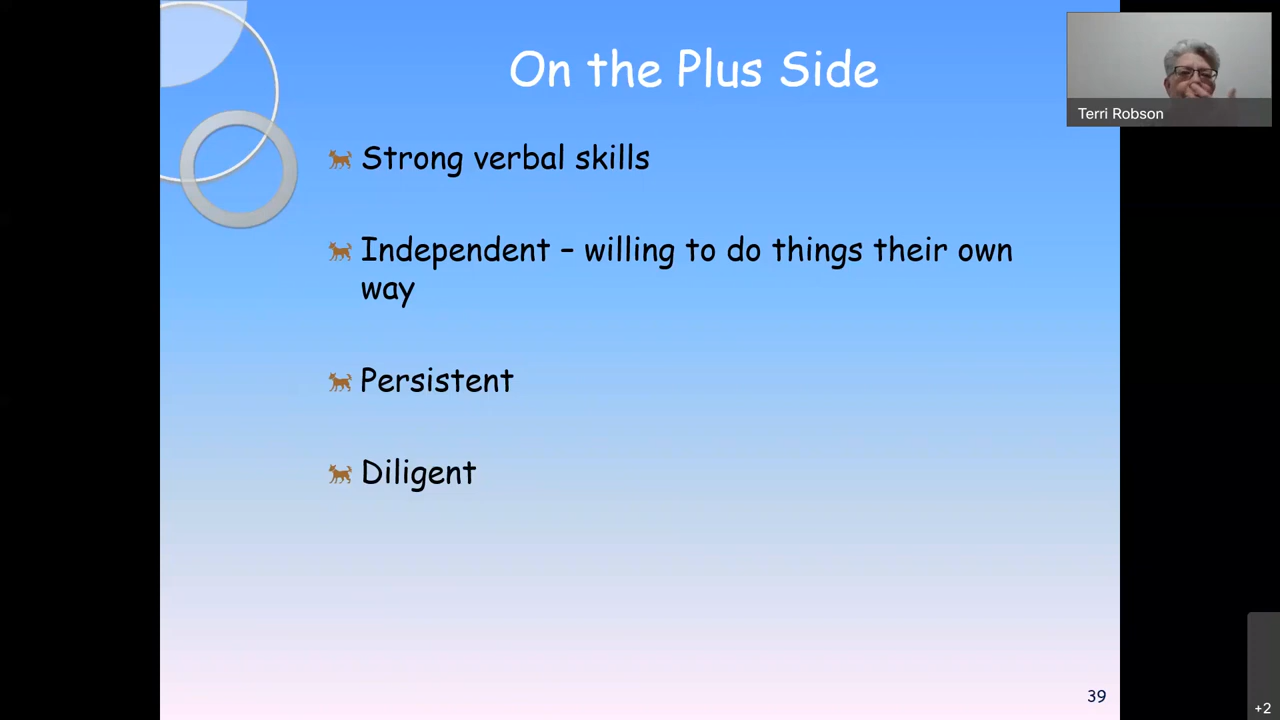 On the Plus Side
Terri Robson
Strong verbal skills
Independent – willing to do things their own
way
Persistent
Diligent
39
+2